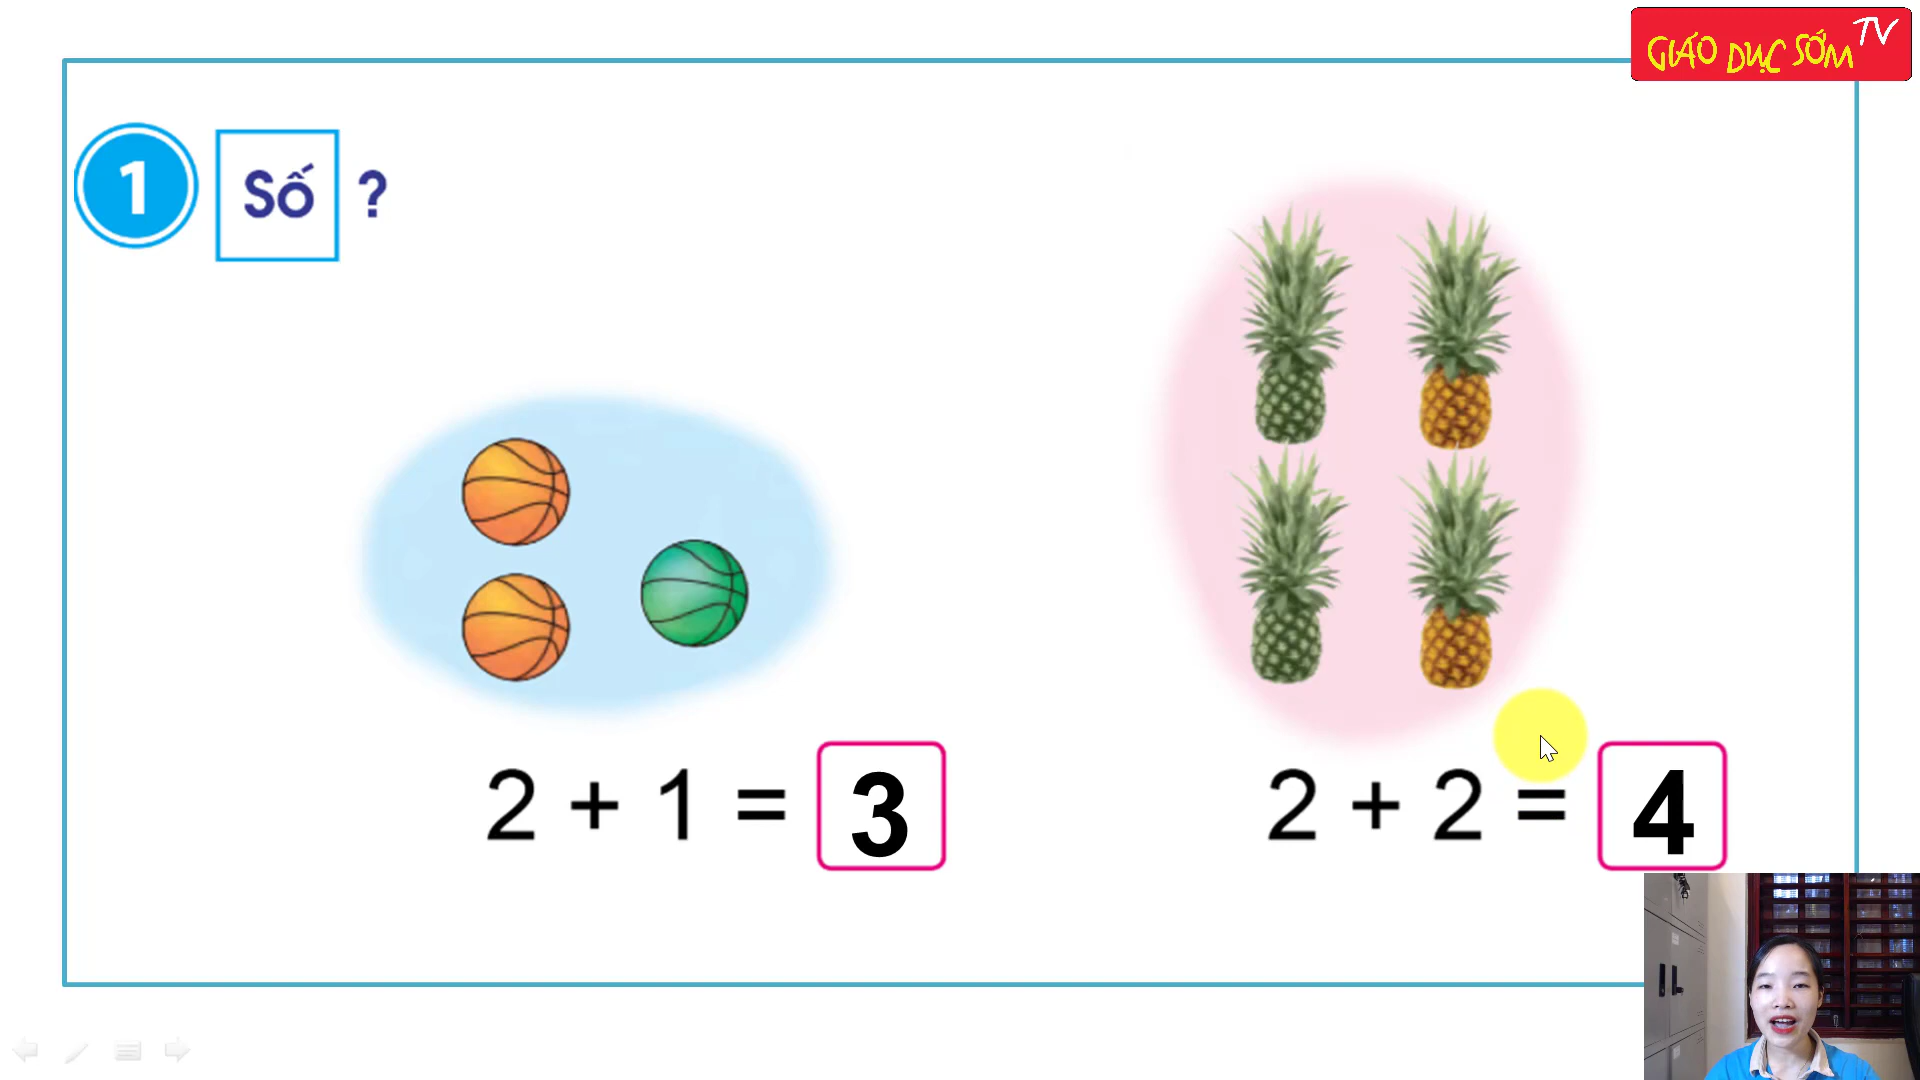 GIÁO DỤC SỚM TV
1 Số ?
2 + 1 = 3
2 + 2 = 4